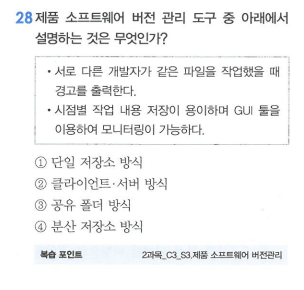 28 제품 소프트웨어 버전 관리 도구 중 아래에서
설명하는 것은 무엇인가?
• 서로 다른 개발자가 같은 파일을 작업했을 때
경고를 출력한다.
• 시점별 작업 내용 저장이 용이하며 GUI 툴을
이용하여 모니터링이 가능하다.
① 단일 저장소 방식
② 클라이언트·서버 방식
③ 공유 폴더 방식
④ 분산 저장소 방식
복습 포인트 2과목_C3_S3.제품 소프트웨어 버전관리